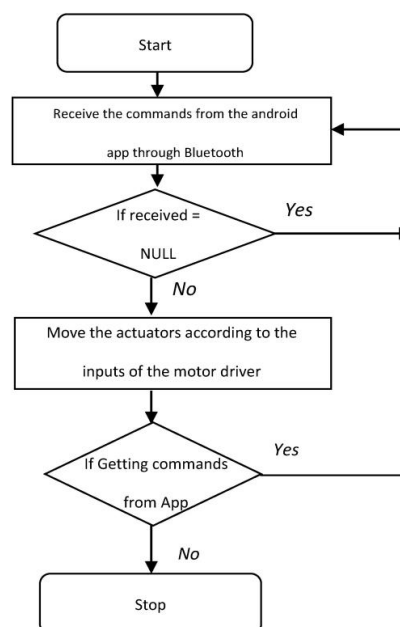 Start
Receive the commands from the android
app through Bluetooth
If received =
Yes
NULL
No
Move the actuators according to the
inputs of the motor driver
If Getting commands
Yes
from App
No
Stop